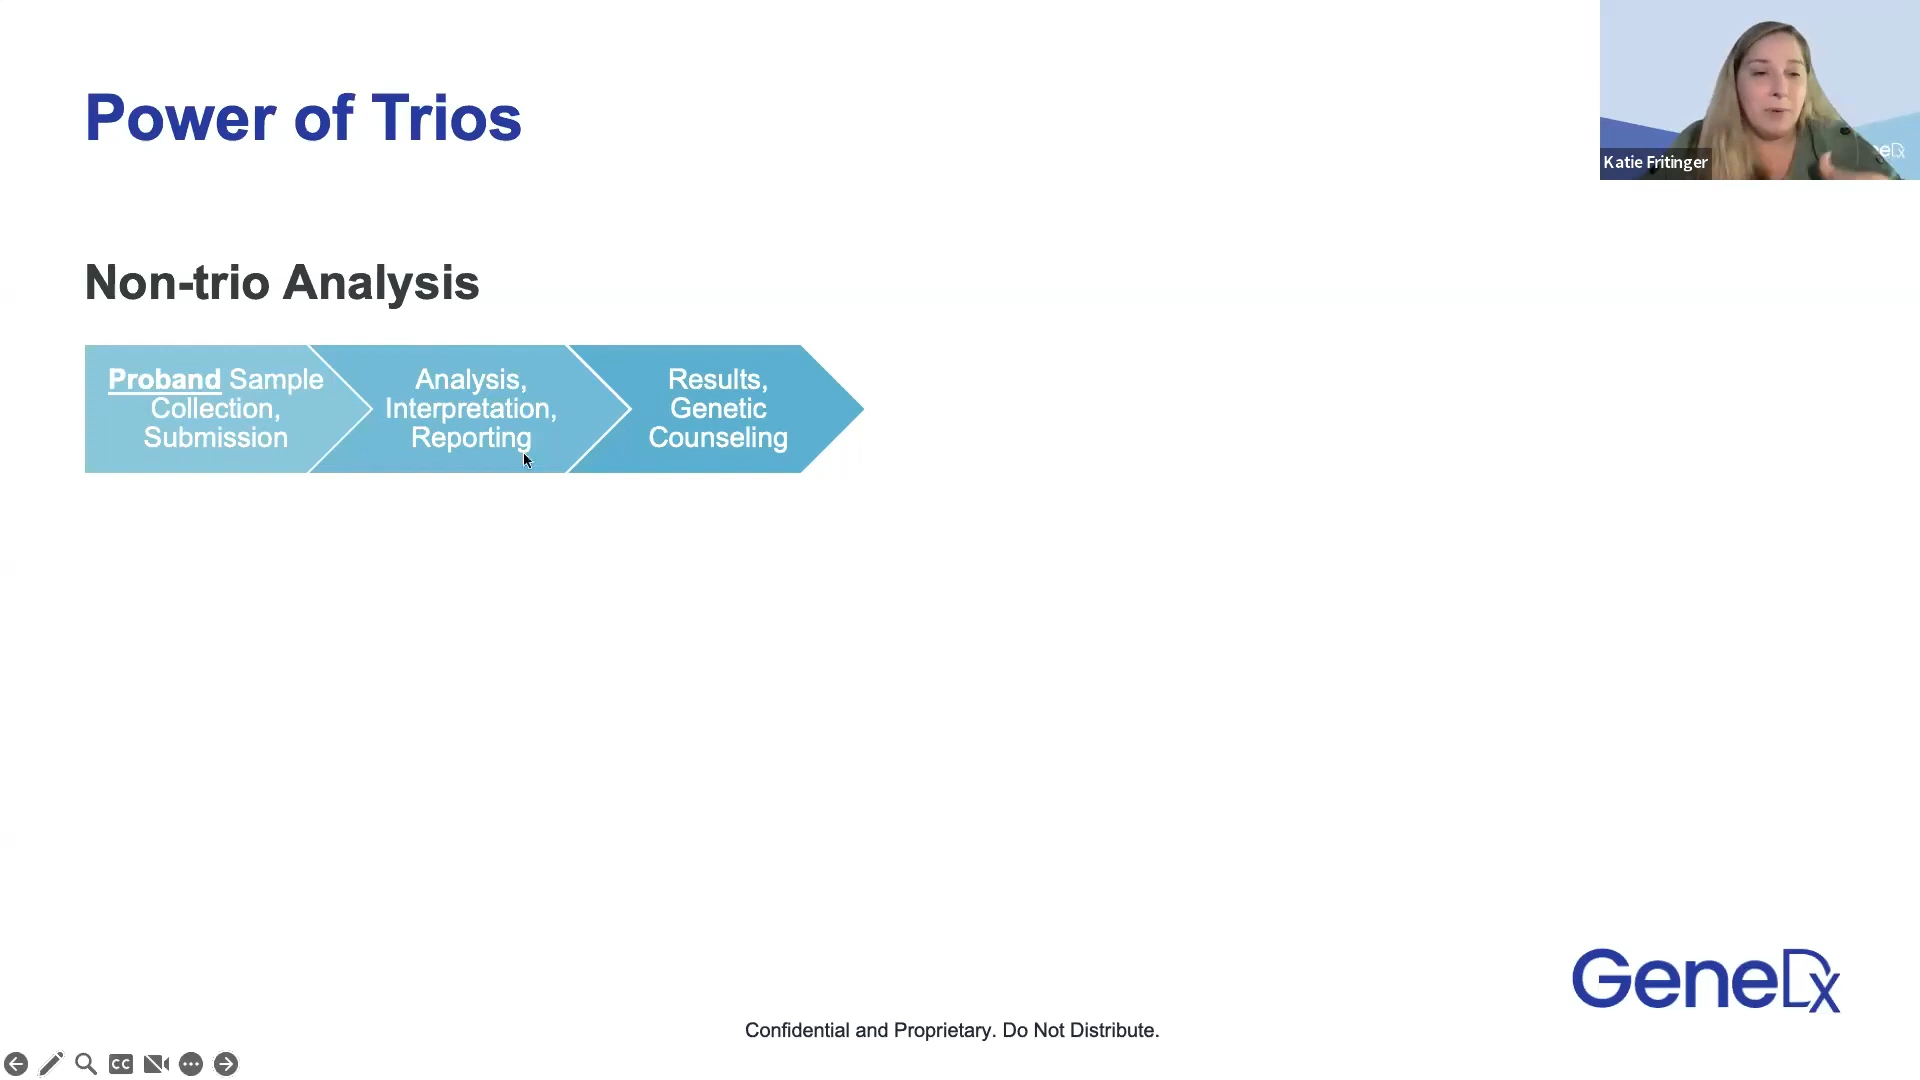 Power of Trios
Katie Fritinger
Non-trio Analysis
Proband Sample
Collection,
Submission
Analysis,
Interpretation,
Reporting
Results,
Genetic
Counseling
GeneDx
Confidential and Proprietary. Do Not Distribute.
CC